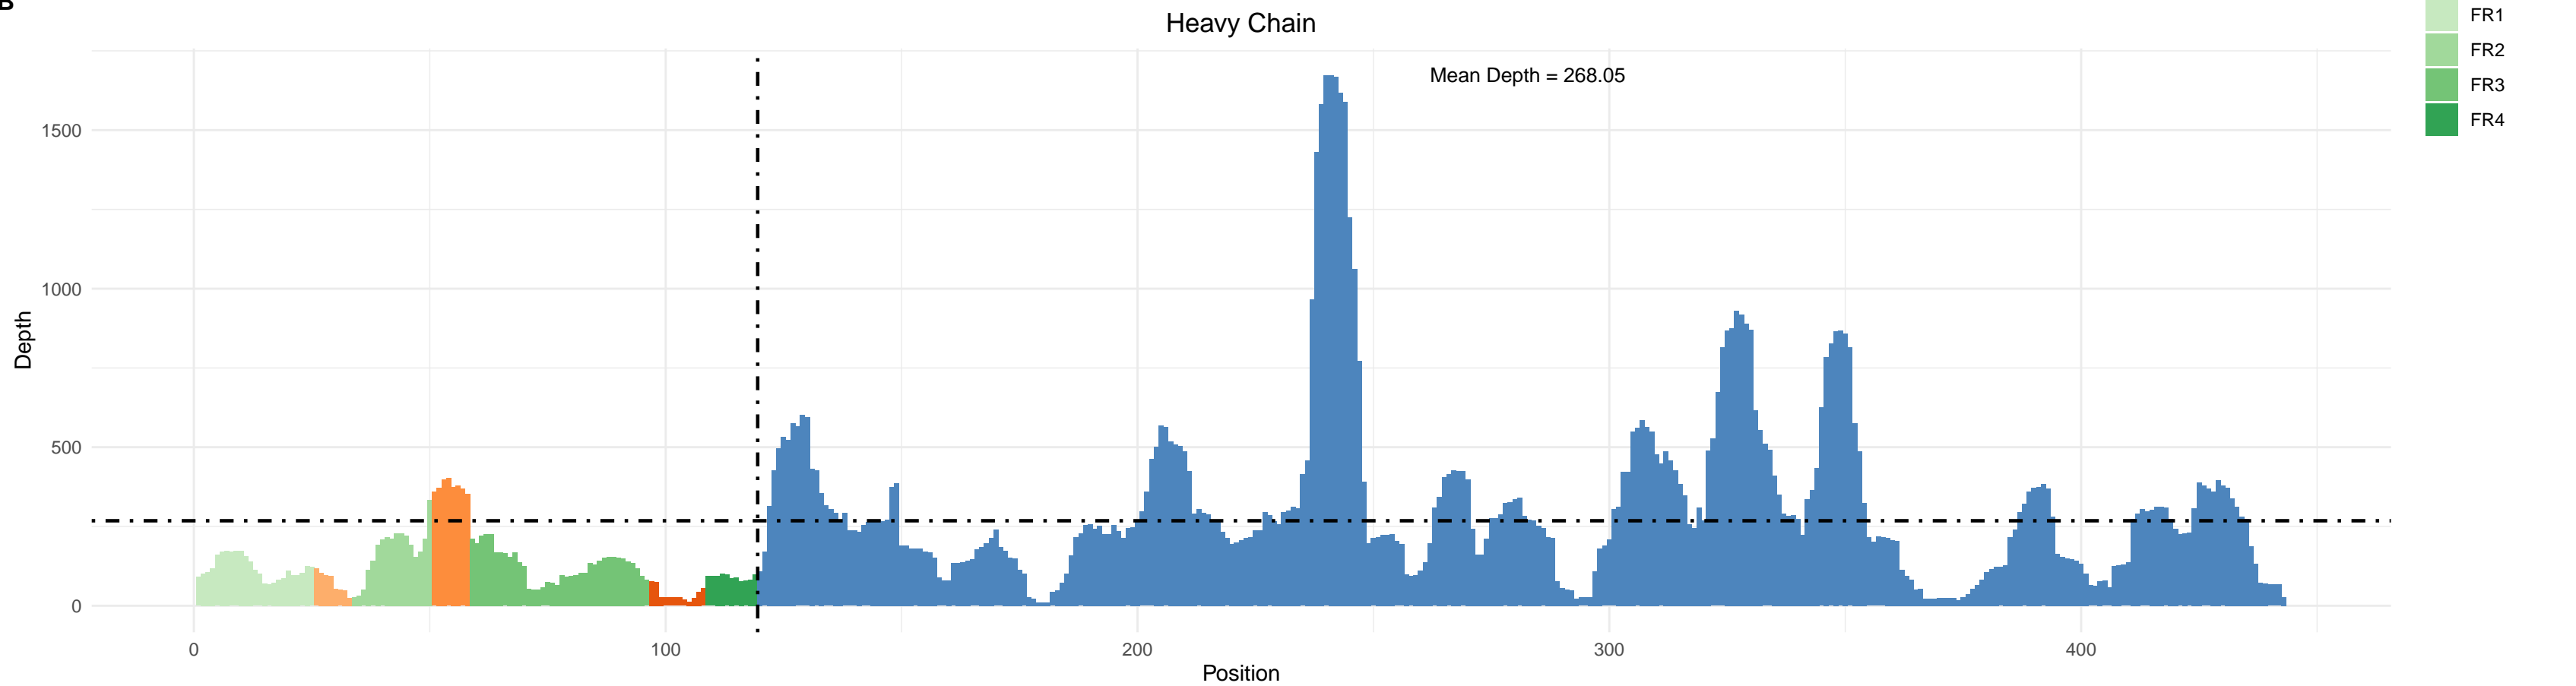 B
Heavy Chain
Mean Depth = 268.05
FR1
FR2
FR3
FR4
1500
1000
500
0
Depth
0 100 200 300 400
Position